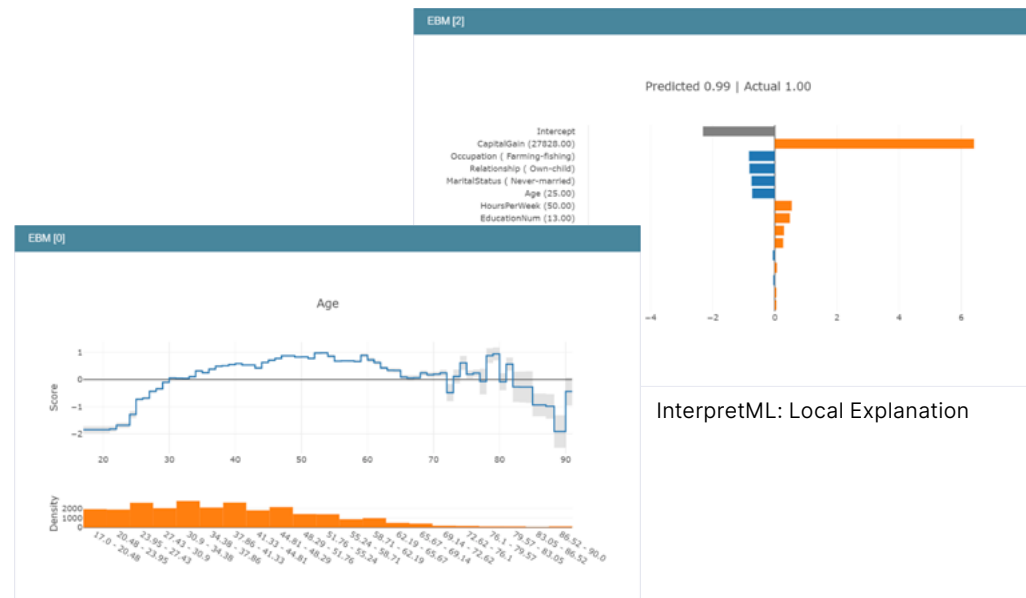 EBM [2]
Predicted 0.99 | Actual 1.00
Intercept
CapitalGain (27828.00)
Occupation ( Farming-fishing)
Relationship ( Own-child)
MaritalStatus ( Never-married)
Age (25.00)
HoursPerWeek (50.00)
EducationNum (13.00)
−4 −2 0 2 4 6
EBM [0]
Age
1
0
−1
−2
Score
20 30 40 50 60 70 80 90
Density
2000
1000
0
17.0 - 20.48
20.48 - 23.95
23.95 - 27.43
27.43 - 30.9
30.9 - 34.38
34.38 - 37.86
37.86 - 41.33
41.33 - 44.81
44.81 - 48.29
48.29 - 51.76
51.76 - 55.24
55.24 - 58.71
58.71 - 62.19
62.19 - 65.67
65.67 - 69.14
69.14 - 72.62
72.62 - 76.1
76.1 - 79.57
79.57 - 83.05
83.05 - 86.52
86.52 - 90.0
InterpretML: Local Explanation